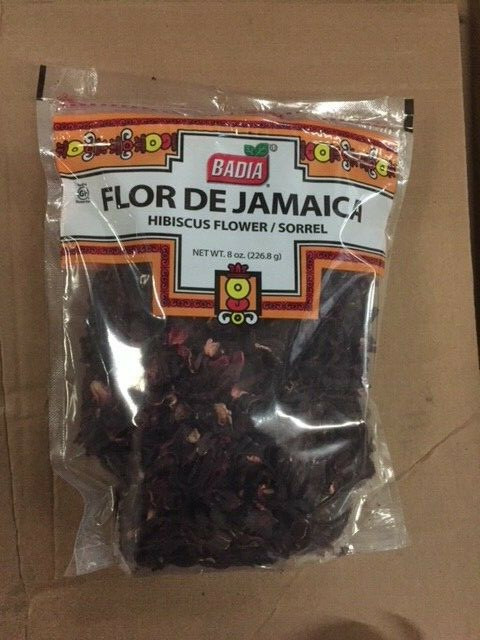 BADIA
FLOR DE JAMAICA
HIBISCUS FLOWER / SORREL
NET WT. 8 oz. (226.8 g)